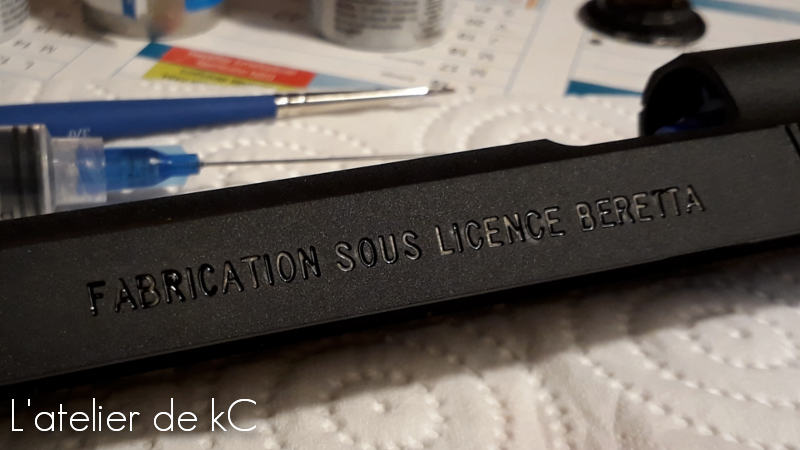 FABRICATION SOUS LICENCE BERETTA
L'atelier de kC